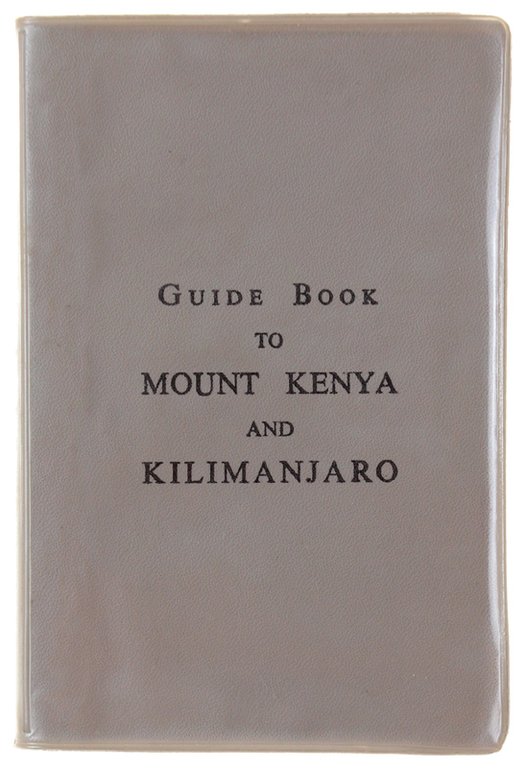 GUIDE BOOK
TO
MOUNT KENYA
AND
KILIMANJARO